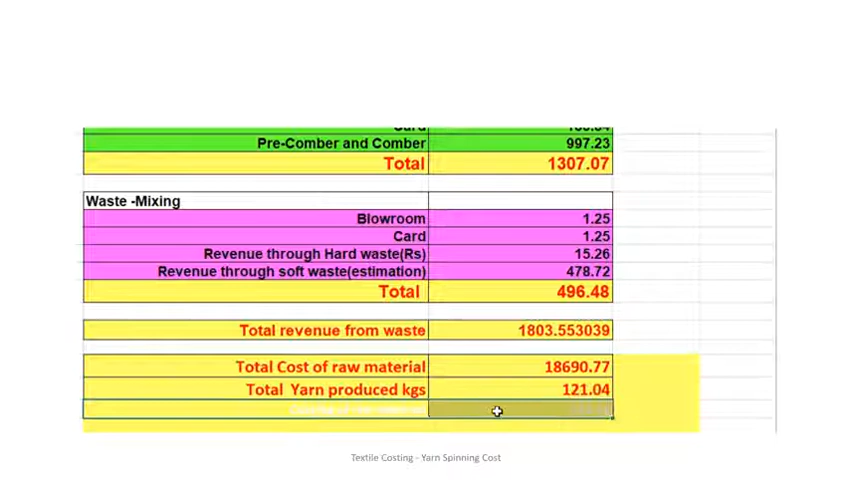 Pre-Comber and Comber 997.23
Total 1307.07
Waste -Mixing
Blowroom 1.25
Card 1.25
Revenue through Hard waste(Rs) 15.26
Revenue through soft waste(estimation) 478.72
Total 496.48
Total revenue from waste 1803.553039
Total Cost of raw material 18690.77
Total Yarn produced kgs 121.04
Textile Costing - Yarn Spinning Cost